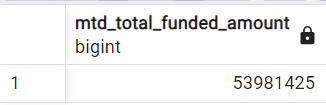 mtd_total_funded_amount
bigint
1 53981425